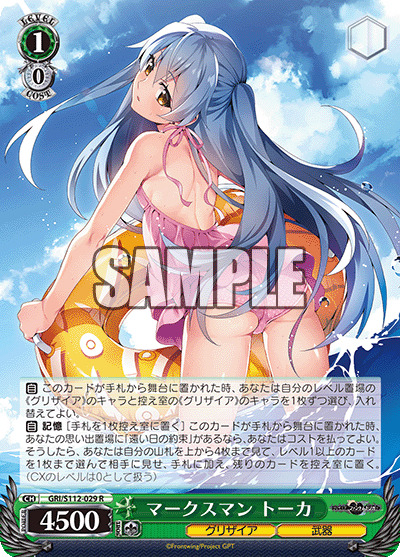 LEVEL
1
0
COST
SAMPLE
自 このカードが手札から舞台に置かれた時、あなたは自分のレベル置場の
《グリザイア》のキャラと控え室の《グリザイア》のキャラを1枚ずつ選び、入れ
替えてよい。
自 記憶 [手札を1枚控え室に置く] このカードが手札から舞台に置かれた時、
あなたの思い出置場に「遠い日の約束」があるなら、あなたはコストを払ってよい。そ
うしたら、あなたは自分の山札を上から4枚まで見て、レベル1以上のカード
を1枚まで選んで相手に見せ、手札に加え、残りのカードを控え室に置く。
(CXのレベルは0として扱う)
CH GRI/S112-029 R
4500
マークスマン トーカ
グリザイア
武器
©Frontwing/Project GPT